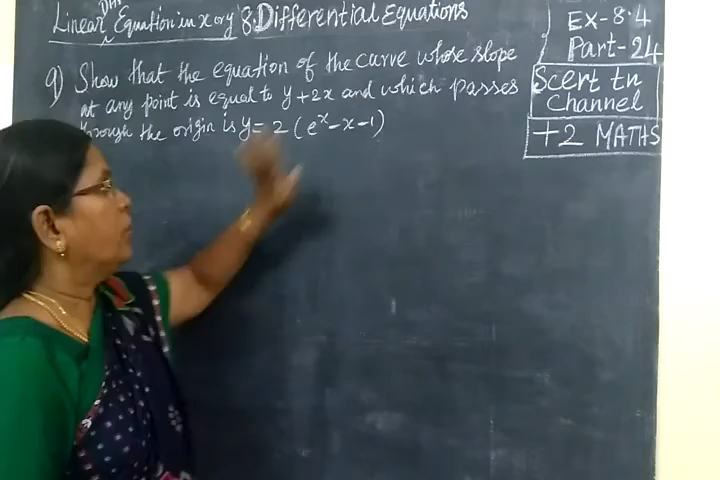 Linear Diff Equation in x or y 8. Differential Equations
Ex-8.4
Part-24
Scert tn
Channel
+2 MATHS
9) Show that the equation of the curve whose slope
at any point is equal to y+2x and which passes
through the origin is y = 2(eˣ-x-1)